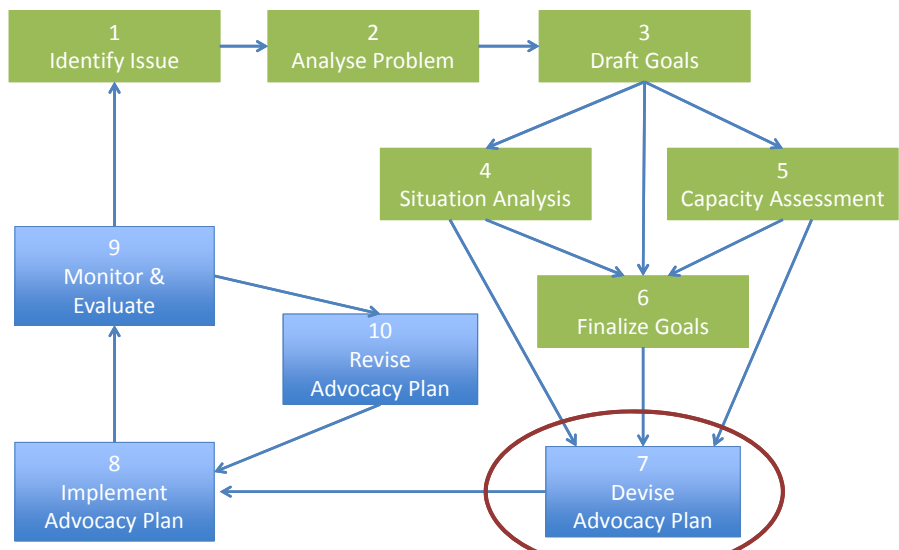 1
Identify Issue
2
Analyse Problem
3
Draft Goals
4
Situation Analysis
5
Capacity Assessment
6
Finalize Goals
7
Devise
Advocacy Plan
8
Implement
Advocacy Plan
9
Monitor &
Evaluate
10
Revise
Advocacy Plan